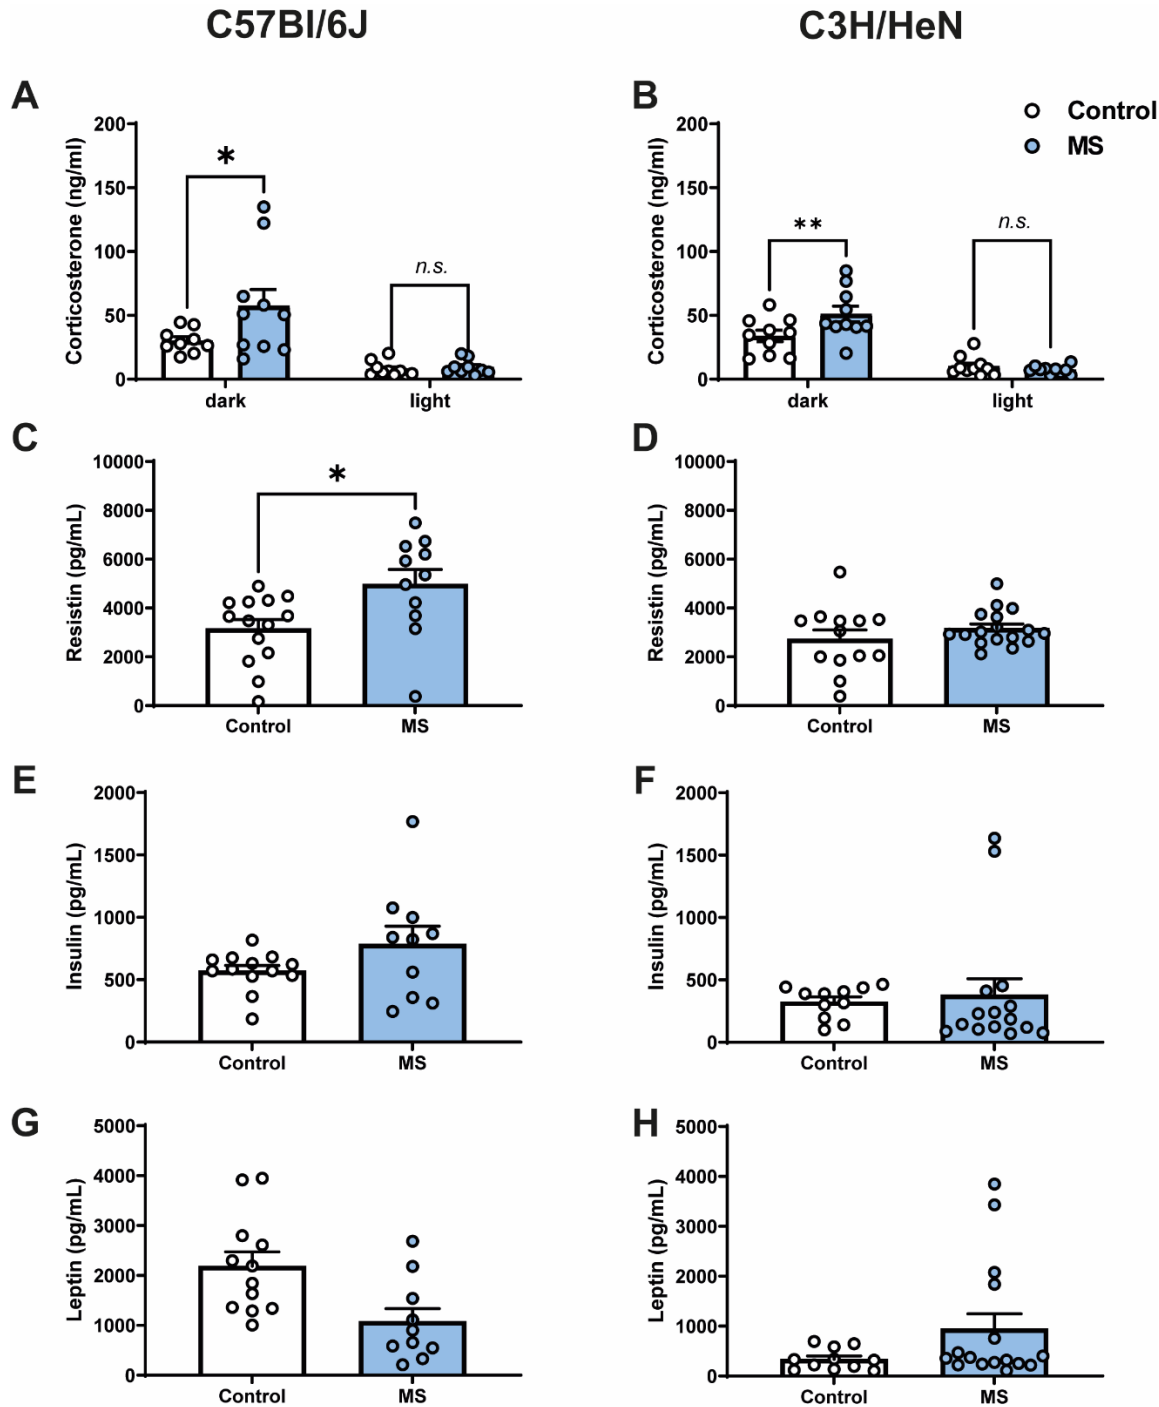 C57Bl/6J
C3H/HeN
A
Corticosterone (ng/ml)
200
150
100
50
0
*
n.s.
dark
light
B
Corticosterone (ng/ml)
200
150
100
50
0
**
n.s.
dark
light
Control
MS
C
Resistin (pg/mL)
10000
8000
6000
4000
2000
0
*
Control
MS
D
Resistin (pg/mL)
10000
8000
6000
4000
2000
0
Control
MS
E
Insulin (pg/mL)
2000
1500
1000
500
0
Control
MS
F
Insulin (pg/mL)
2000
1500
1000
500
0
Control
MS
G
Leptin (pg/mL)
5000
4000
3000
2000
1000
0
Control
MS
H
Leptin (pg/mL)
5000
4000
3000
2000
1000
0
Control
MS